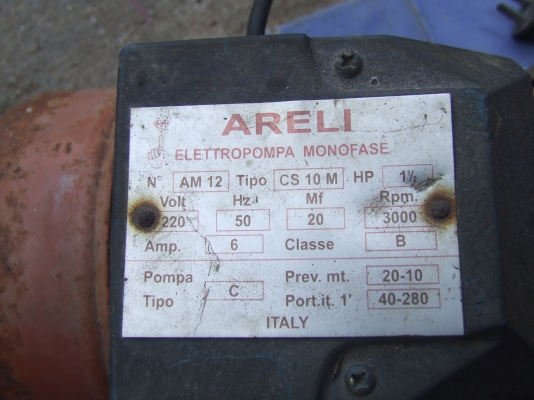 ARELI
ELETTROPOMPA MONOFASE
N° AM 12 Tipo CS 10 M HP 1½
Volt Hz Mf Rpm.
220 50 20 3000
Amp. 6 Classe B
Pompa Prev. mt. 20-10
Tipo C Port.it. 1' 40-280
ITALY